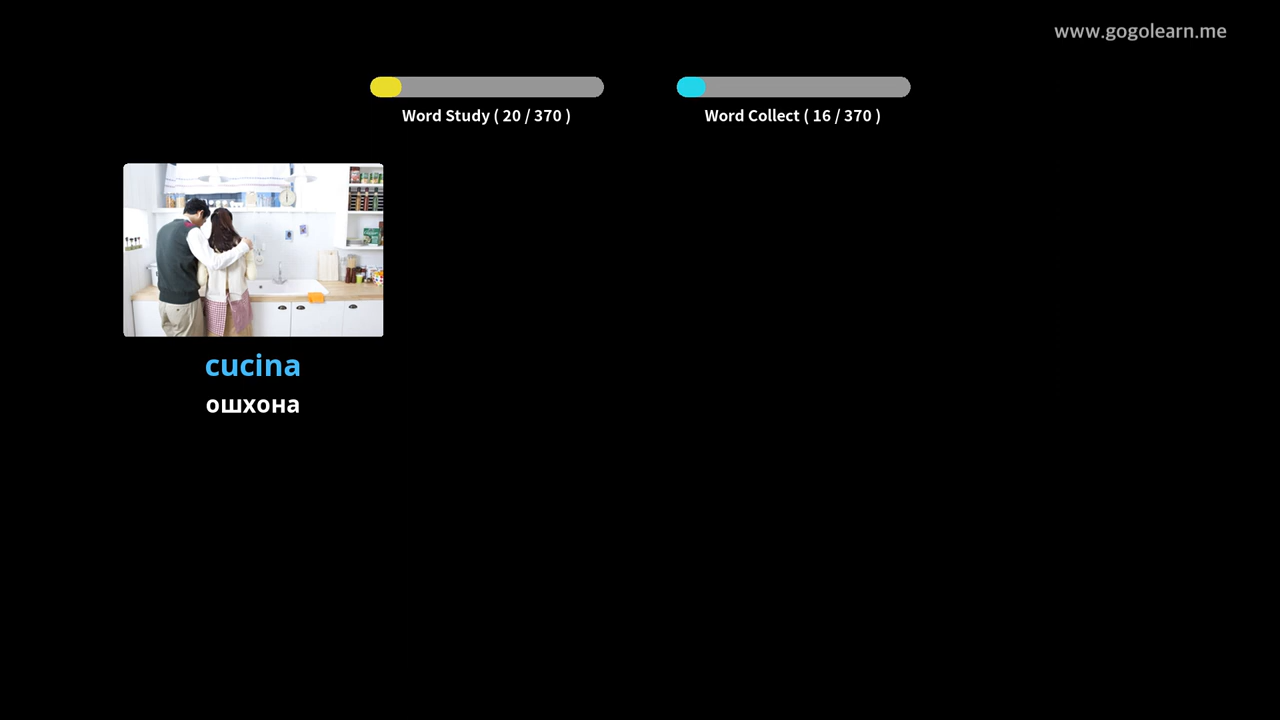 www.gogolearn.me
Word Study ( 20 / 370 )
Word Collect ( 16 / 370 )
cucina
ошхона